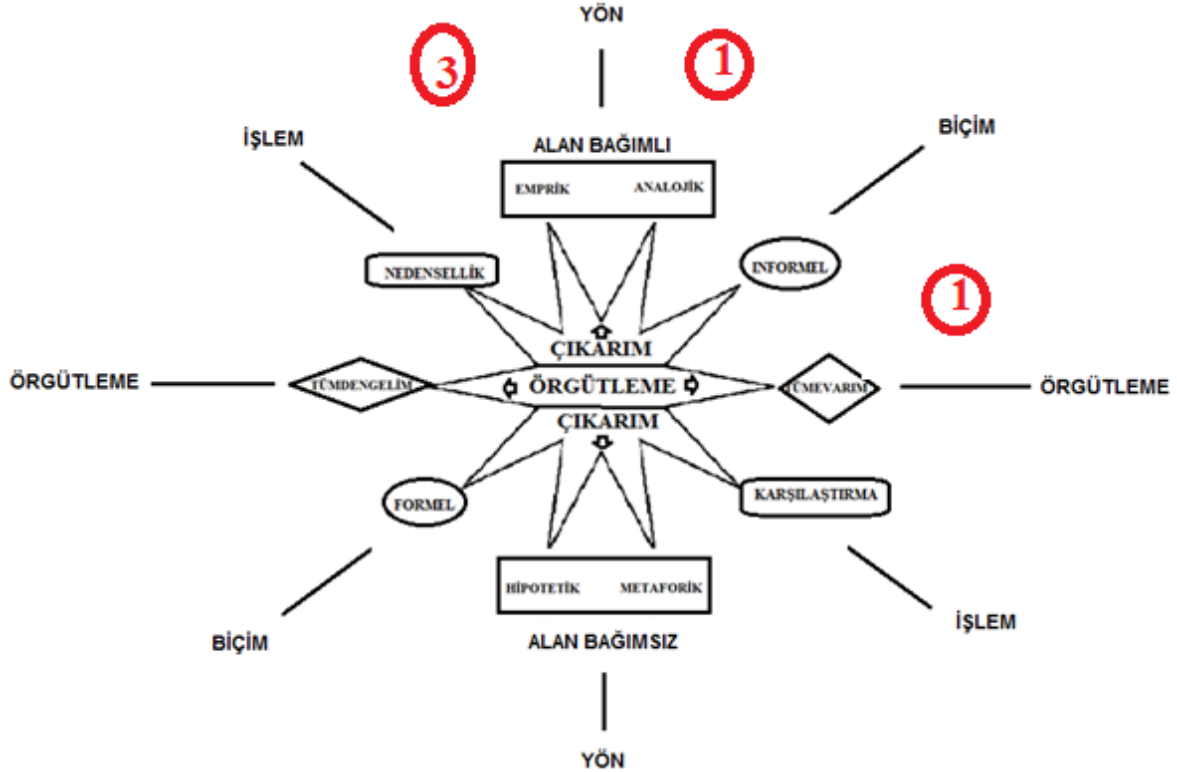 YÖN
3
1
İŞLEM
BİÇİM
ALAN BAĞIMLI
EMPRİK ANALOJİK
NEDENSELLİK
INFORMEL
1
ÇIKARIM
ÖRGÜTLEME
TÜMDENGELİM
ÖRGÜTLEME
TÜMEVARIM
ÖRGÜTLEME
ÇIKARIM
FORMEL
KARŞILAŞTIRMA
HİPOTETİK METAFORİK
BİÇİM
ALAN BAĞIMSIZ
İŞLEM
YÖN